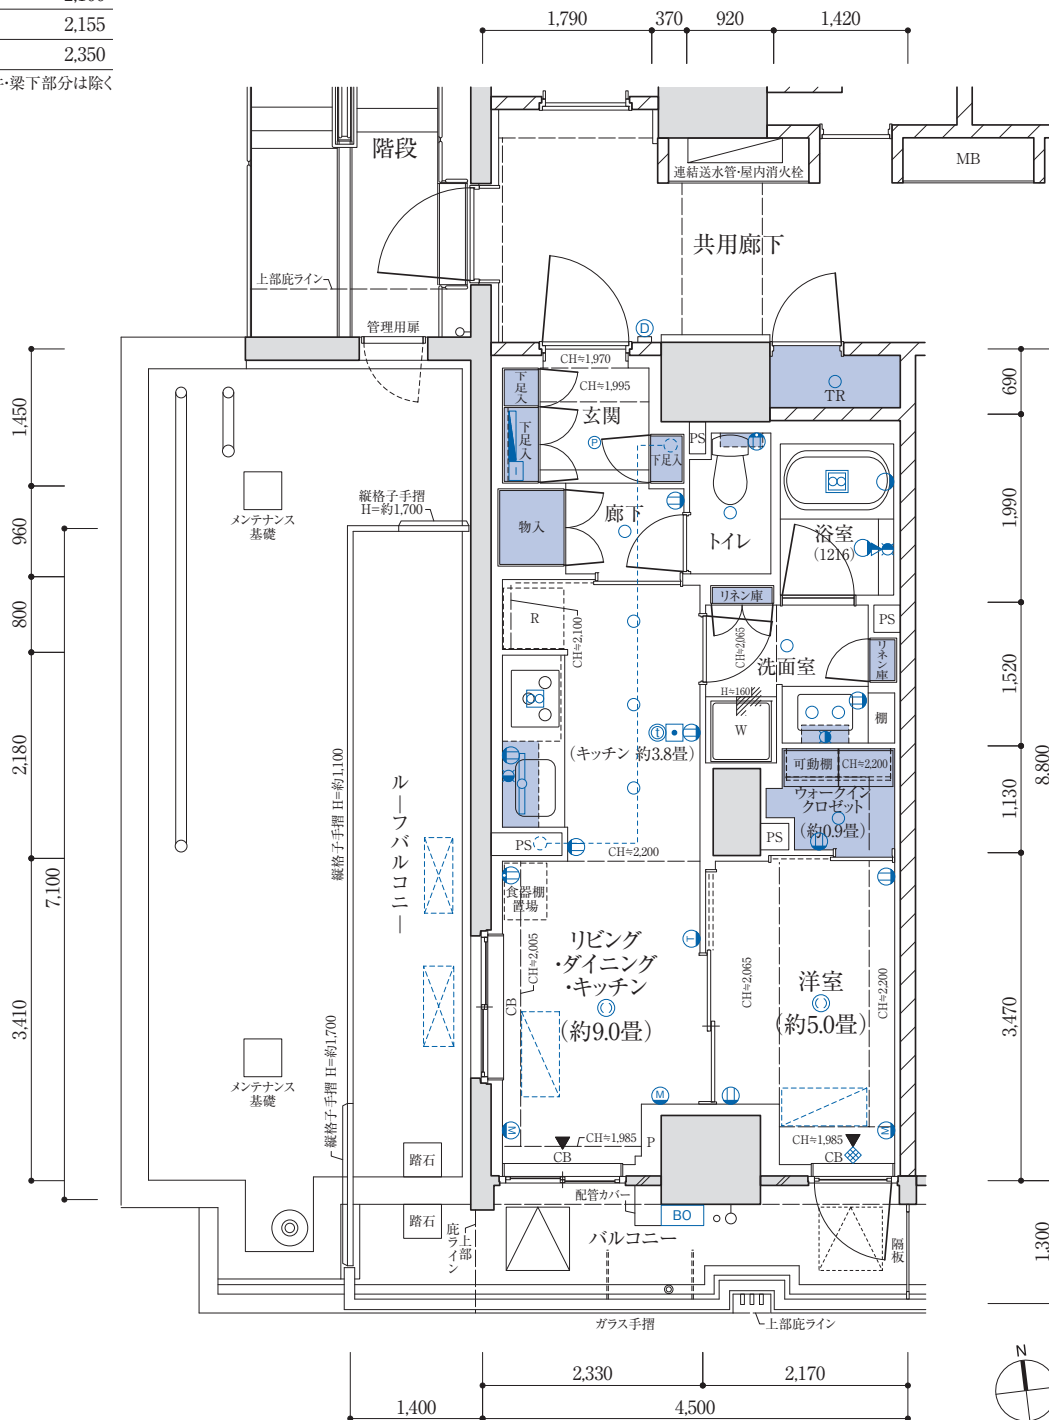 2,155
2,350
・梁下部分は除く
1,790
370
920
1,420
階段
連結送水管・屋内消火栓
MB
共用廊下
上部庇ライン
管理用扉
D
CH≒1,970
下足入
CH≒1,995
玄関
TR
下足入
P
下足入
PS
690
1,450
縦格子手摺
H=約1,700
メンテナンス
基礎
物入
廊下
トイレ
浴室
(1216)
1,990
960
リネン庫
R
CH≒2,100
CH≒2,065
PS
800
洗面室
リネン庫
1,520
H≒1601
W
棚
(キッチン 約3.8畳)
2,180
縦格子手摺 H=約1,100
ルーフバルコニー
可動棚
CH≒2,200
ウォークイン
クロゼット
(約0.9畳)
1,130
8,800
PS
PS
CH≒2,200
7,100
食器棚
置場
T
リビング
・ダイニング
・キッチン
(約9.0畳)
CH≒2,005
CB
CH≒2,065
洋室
(約5.0畳)
CH≒2,200
3,410
3,470
縦格子手摺 H=約1,700
メンテナンス
基礎
M
M
M
CH≒1,985
P
CB
CH≒1,985
CB
踏石
踏石
配管カバー
BO
バルコニー
上部
庇ライン
隔板
1,300
ガラス手摺
上部庇ライン
N
2,330
2,170
1,400
4,500